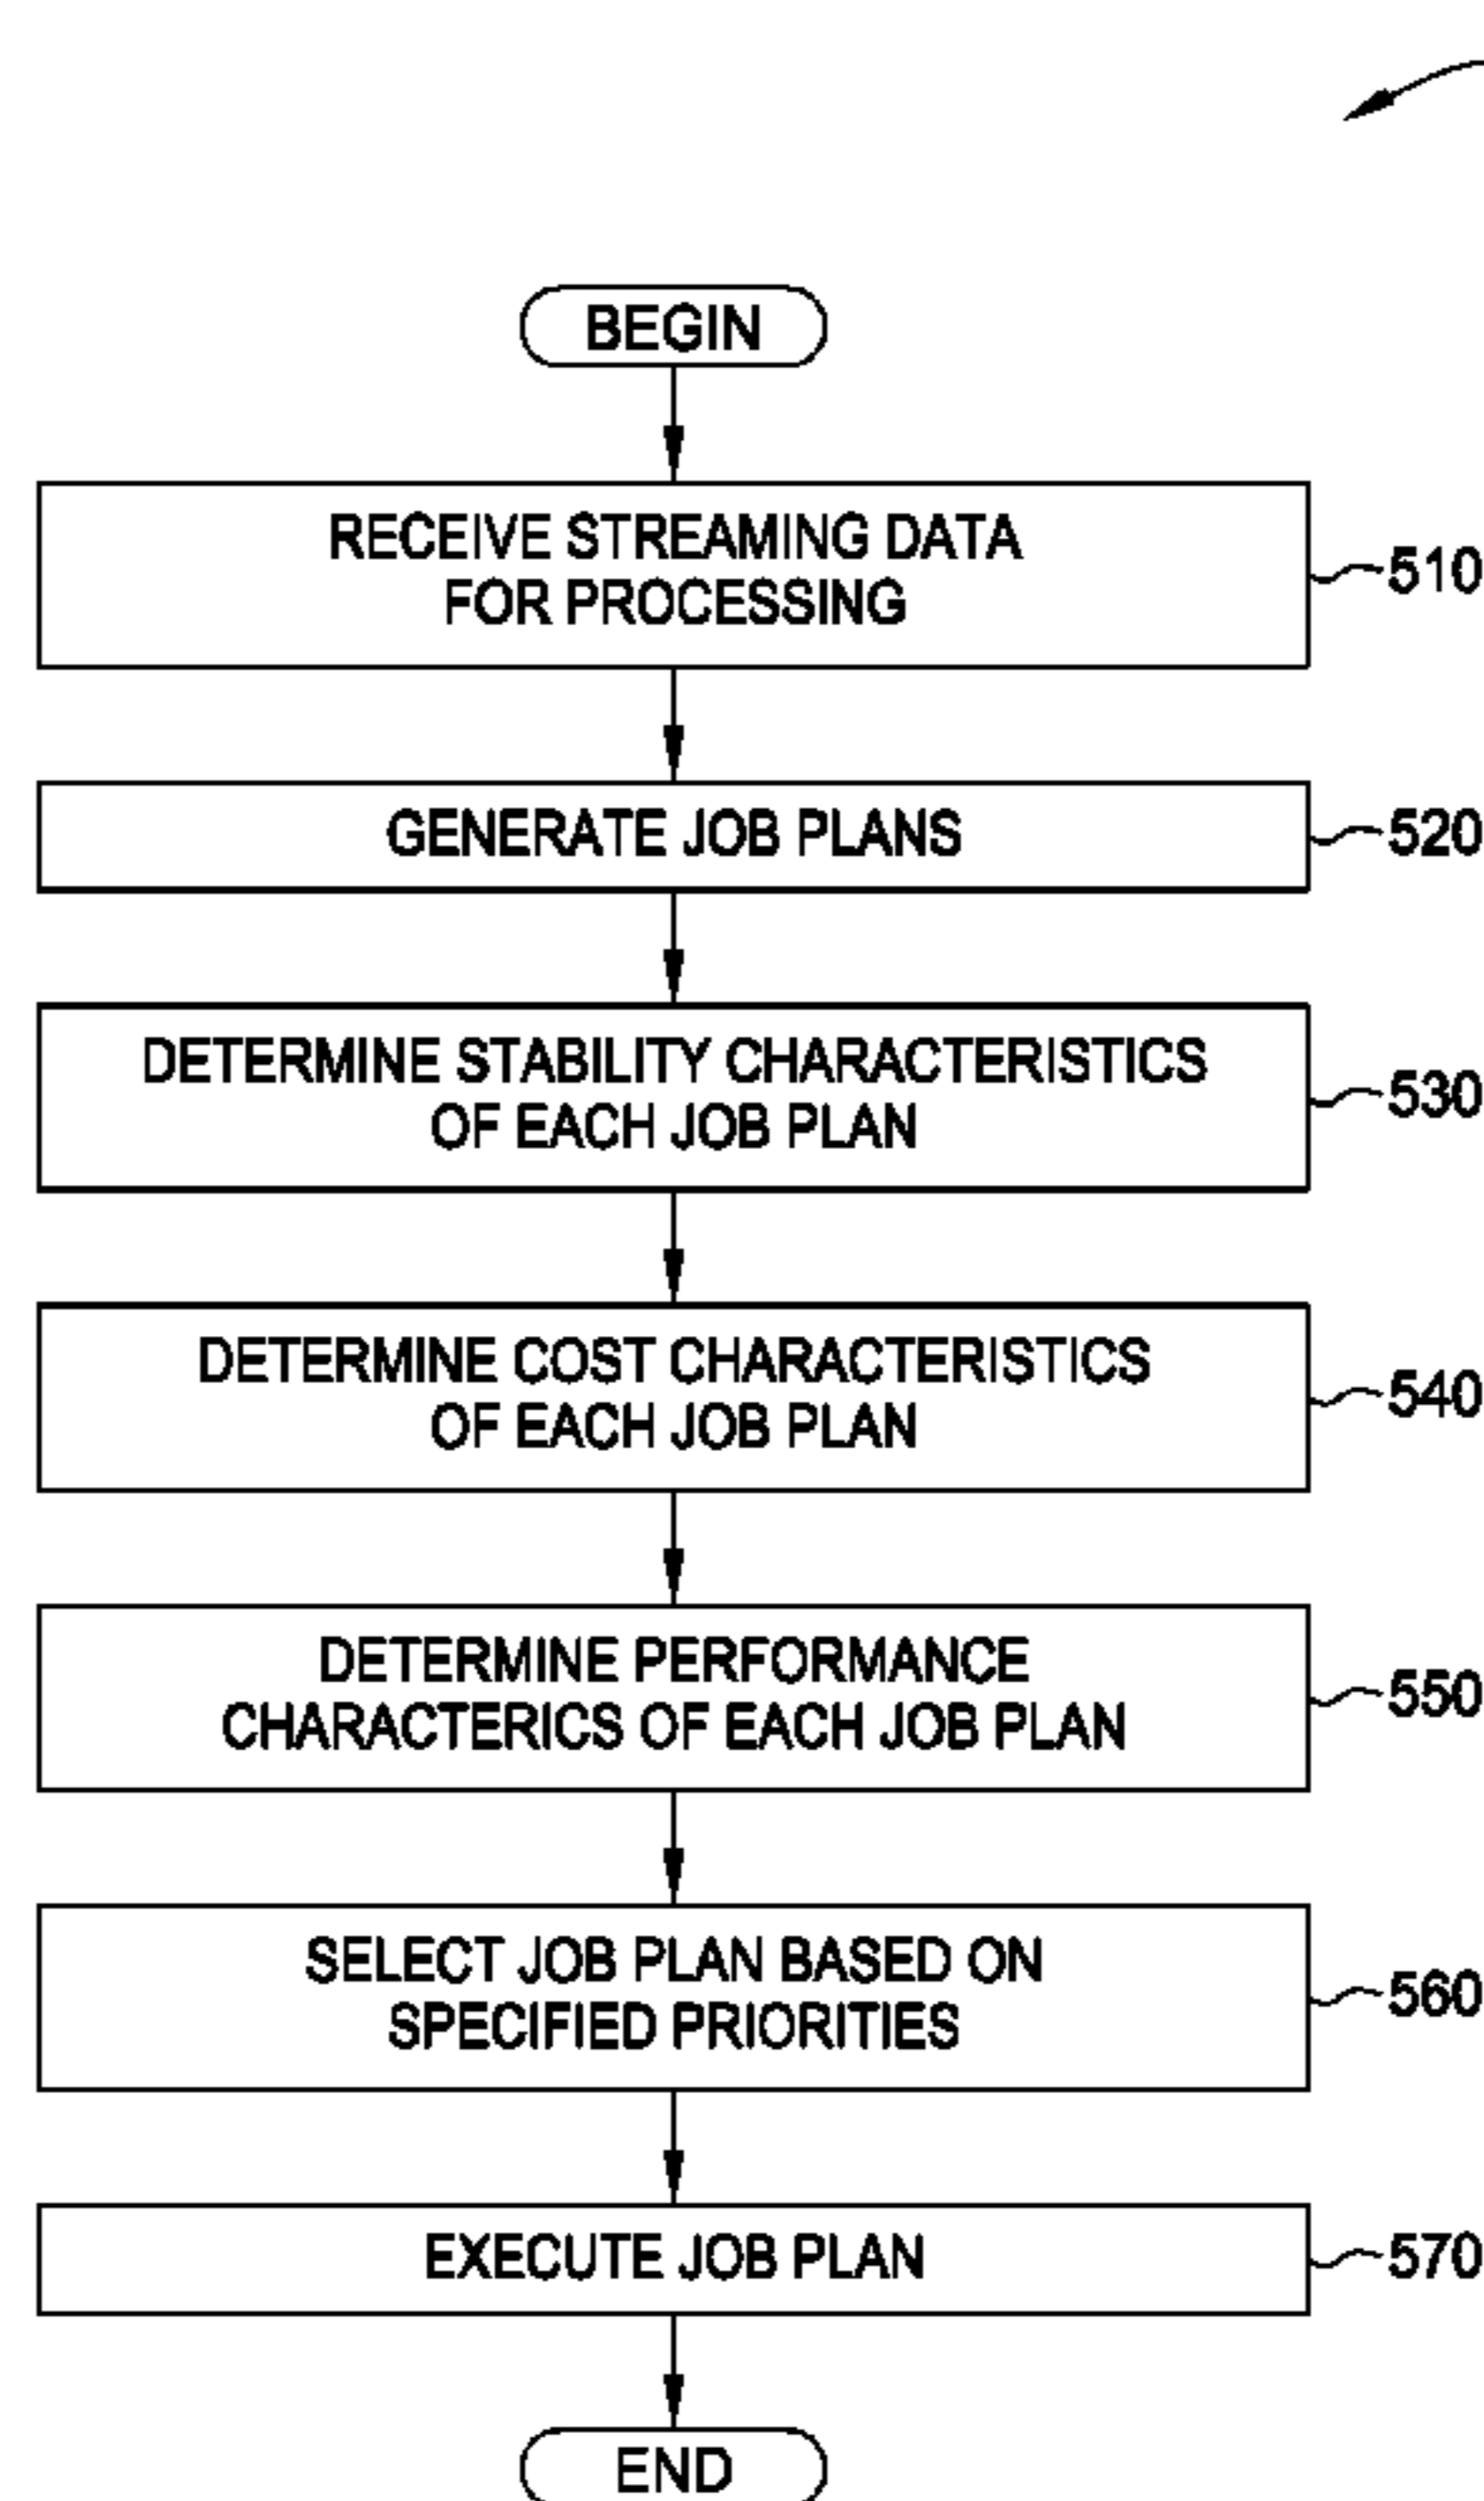 BEGIN
RECEIVE STREAMING DATA
FOR PROCESSING
510
GENERATE JOB PLANS
520
DETERMINE STABILITY CHARACTERISTICS
OF EACH JOB PLAN
530
DETERMINE COST CHARACTERISTICS
OF EACH JOB PLAN
540
DETERMINE PERFORMANCE
CHARACTERICS OF EACH JOB PLAN
550
SELECT JOB PLAN BASED ON
SPECIFIED PRIORITIES
560
EXECUTE JOB PLAN
570
END